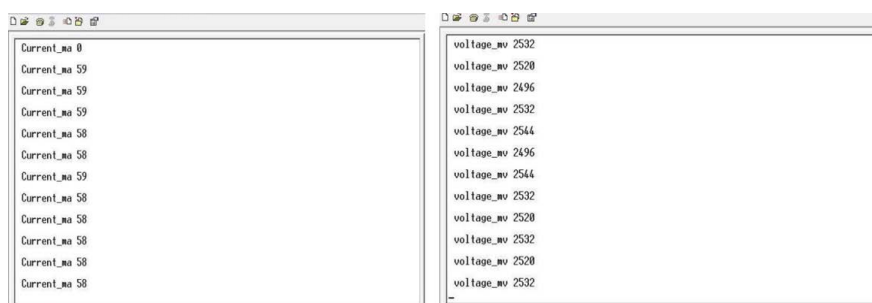 Current_ma 0
Current_ma 59
Current_ma 59
Current_ma 59
Current_ma 58
Current_ma 58
Current_ma 59
Current_ma 58
Current_ma 58
Current_ma 58
Current_ma 58
Current_ma 58
voltage_mv 2532
voltage_mv 2520
voltage_mv 2496
voltage_mv 2532
voltage_mv 2544
voltage_mv 2496
voltage_mv 2544
voltage_mv 2532
voltage_mv 2520
voltage_mv 2532
voltage_mv 2520
voltage_mv 2532